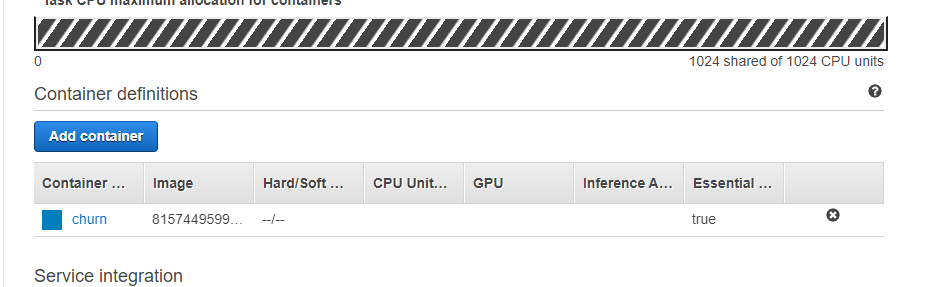 Task CPU maximum allocation for containers
0 1024 shared of 1024 CPU units
Container definitions
Add container
Container ... Image Hard/Soft ... CPU Unit... GPU Inference A... Essential ...
churn 8157449599... --/-- true
Service integration